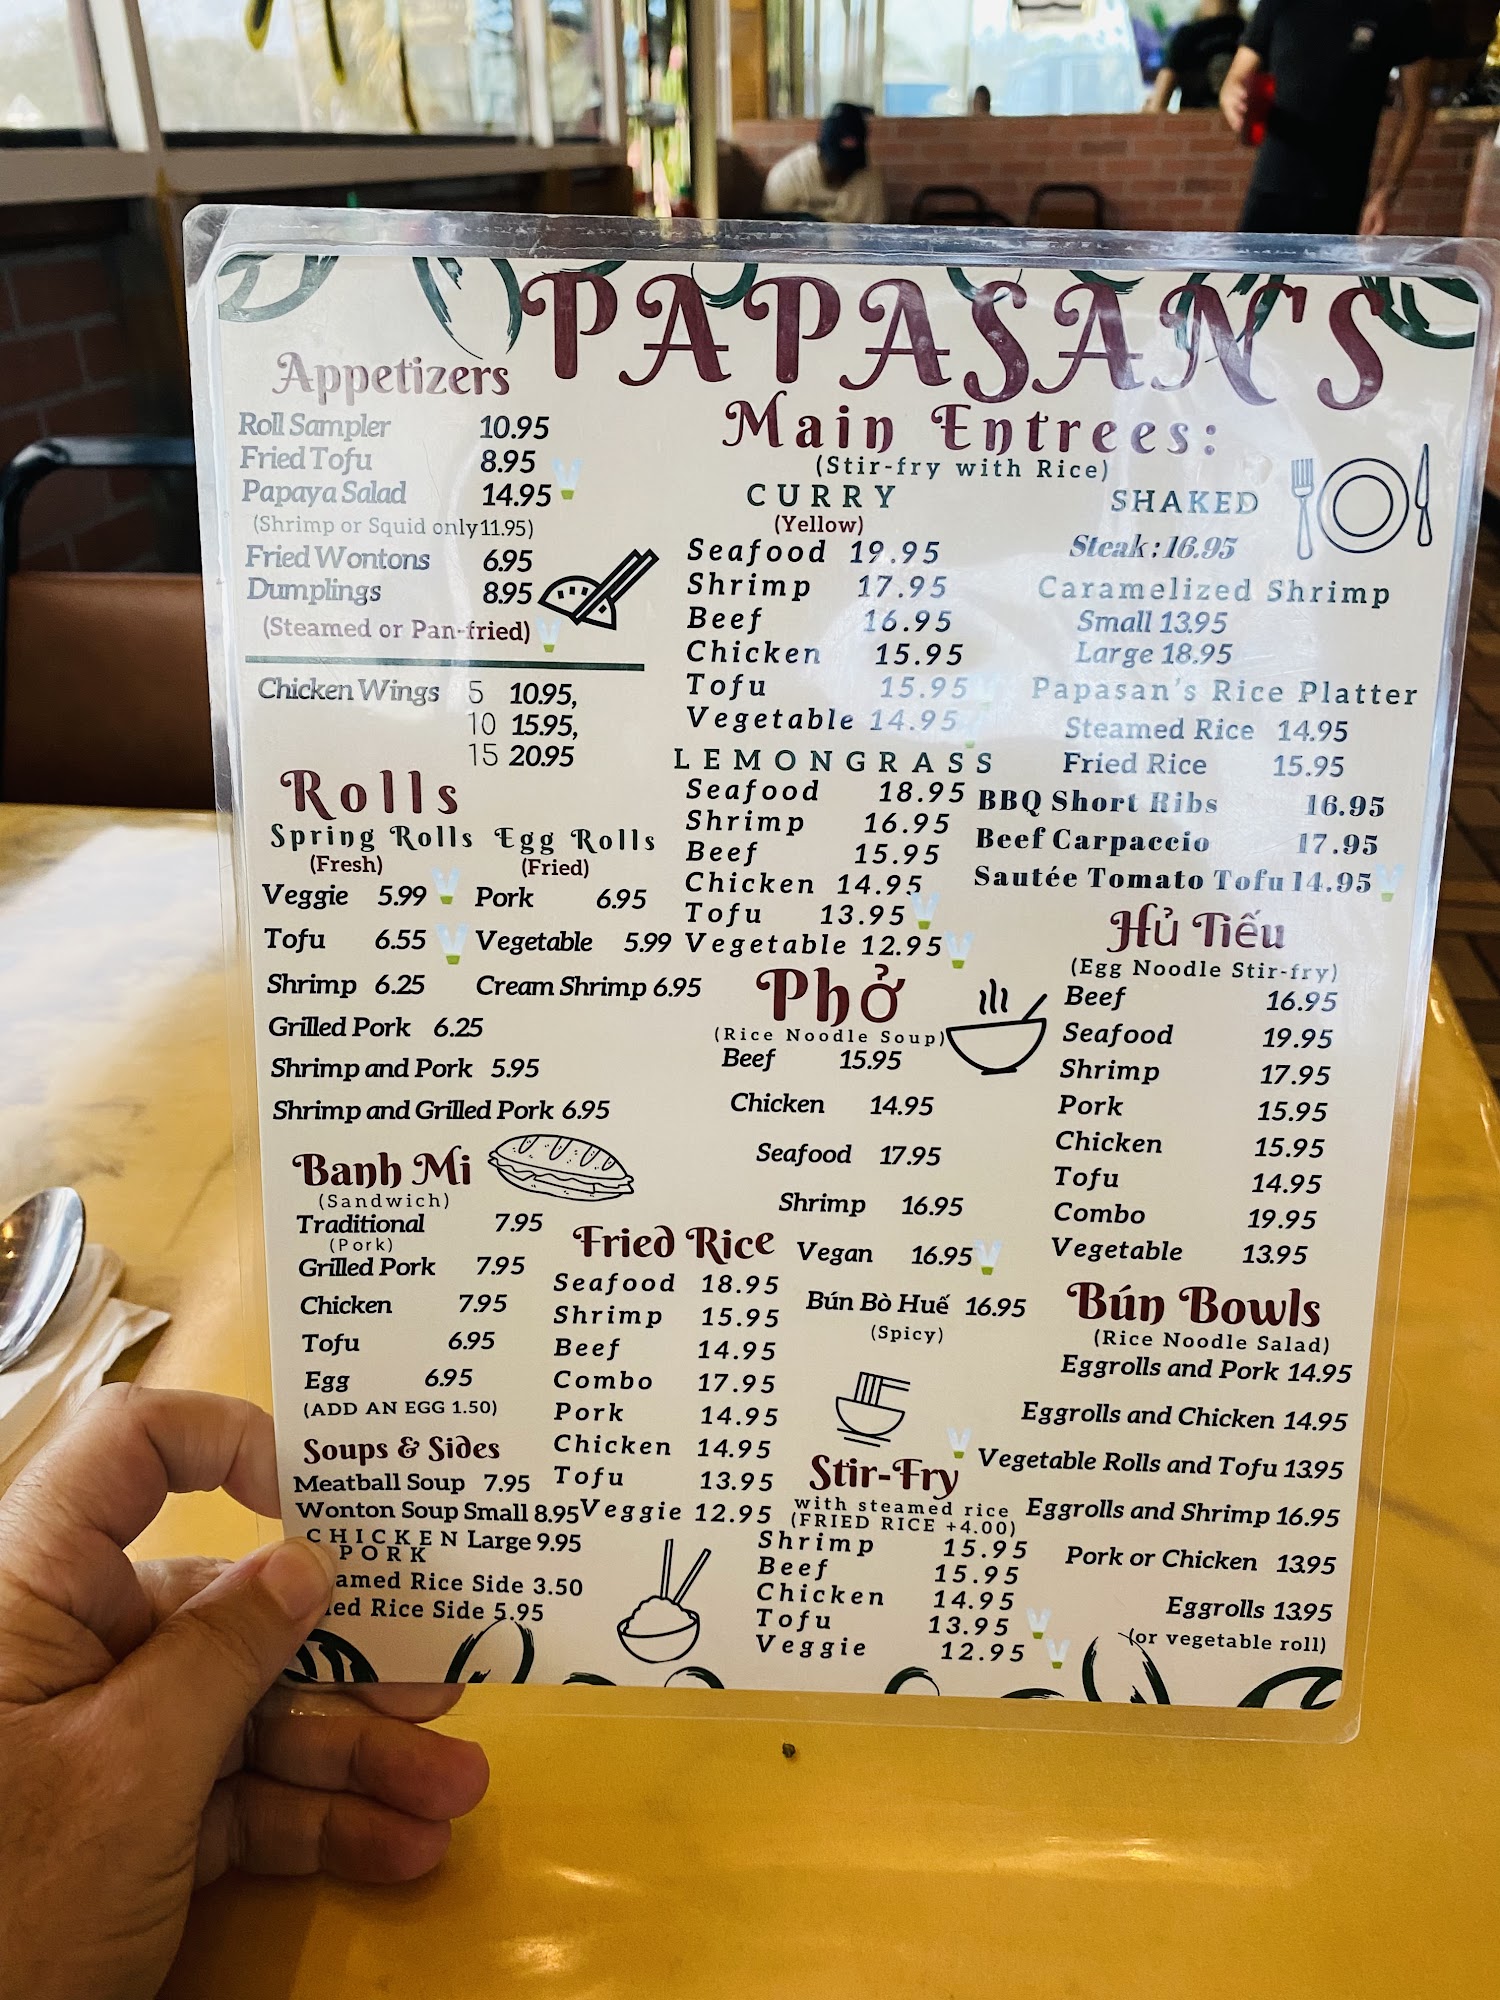 PAPASAN'S
Appetizers
Roll Sampler 10.95
Fried Tofu 8.95
Papaya Salad 14.95
(Shrimp or Squid only 11.95)
Fried Wontons 6.95
Dumplings 8.95
(Steamed or Pan-fried)
Chicken Wings 5 10.95,
10 15.95,
15 20.95
Rolls
Spring Rolls
(Fresh)
Veggie 5.99
Tofu 6.55
Shrimp 6.25
Grilled Pork 6.25
Shrimp and Pork 5.95
Shrimp and Grilled Pork 6.95
Egg Rolls
(Fried)
Pork 6.95
Vegetable 5.99
Cream Shrimp 6.95
Banh Mi
(Sandwich)
Traditional 7.95
(Pork)
Grilled Pork 7.95
Chicken 7.95
Tofu 6.95
Egg 6.95
(ADD AN EGG 1.50)
Soups & Sides
Meatball Soup 7.95
Wonton Soup Small 8.95
CHICKEN Large 9.95
PORK
Rice Side 3.50
Rice Side 5.95
Main Entrees:
(Stir-fry with Rice)
CURRY
(Yellow)
Seafood 19.95
Shrimp 17.95
Beef 16.95
Chicken 15.95
Tofu 15.95
Vegetable 14.95
LEMONGRASS
Seafood 18.95
Shrimp 16.95
Beef 15.95
Chicken 14.95
Tofu 13.95
Vegetable 12.95
SHAKED
Steak: 16.95
Caramelized Shrimp
Small 13.95
Large 18.95
Papasan's Rice Platter
Steamed Rice 14.95
Fried Rice 15.95
BBQ Short Ribs 16.95
Beef Carpaccio 17.95
Sautée Tomato Tofu 14.95
Phở
(Rice Noodle Soup)
Beef 15.95
Chicken 14.95
Seafood 17.95
Shrimp 16.95
Vegan 16.95
Bún Bò Huế 16.95
(Spicy)
Fried Rice
Seafood 18.95
Shrimp 15.95
Beef 14.95
Combo 17.95
Pork 14.95
Chicken 14.95
Tofu 13.95
Veggie 12.95
Stir-Fry
with steamed rice
(FRIED RICE +4.00)
Shrimp 15.95
Beef 15.95
Chicken 14.95
Tofu 13.95
Veggie 12.95
Hủ Tiếu
(Egg Noodle Stir-fry)
Beef 16.95
Seafood 19.95
Shrimp 17.95
Pork 15.95
Chicken 15.95
Tofu 14.95
Combo 19.95
Vegetable 13.95
Bún Bowls
(Rice Noodle Salad)
Eggrolls and Pork 14.95
Eggrolls and Chicken 14.95
Vegetable Rolls and Tofu 13.95
Eggrolls and Shrimp 16.95
Pork or Chicken 13.95
Eggrolls 13.95
(or vegetable roll)